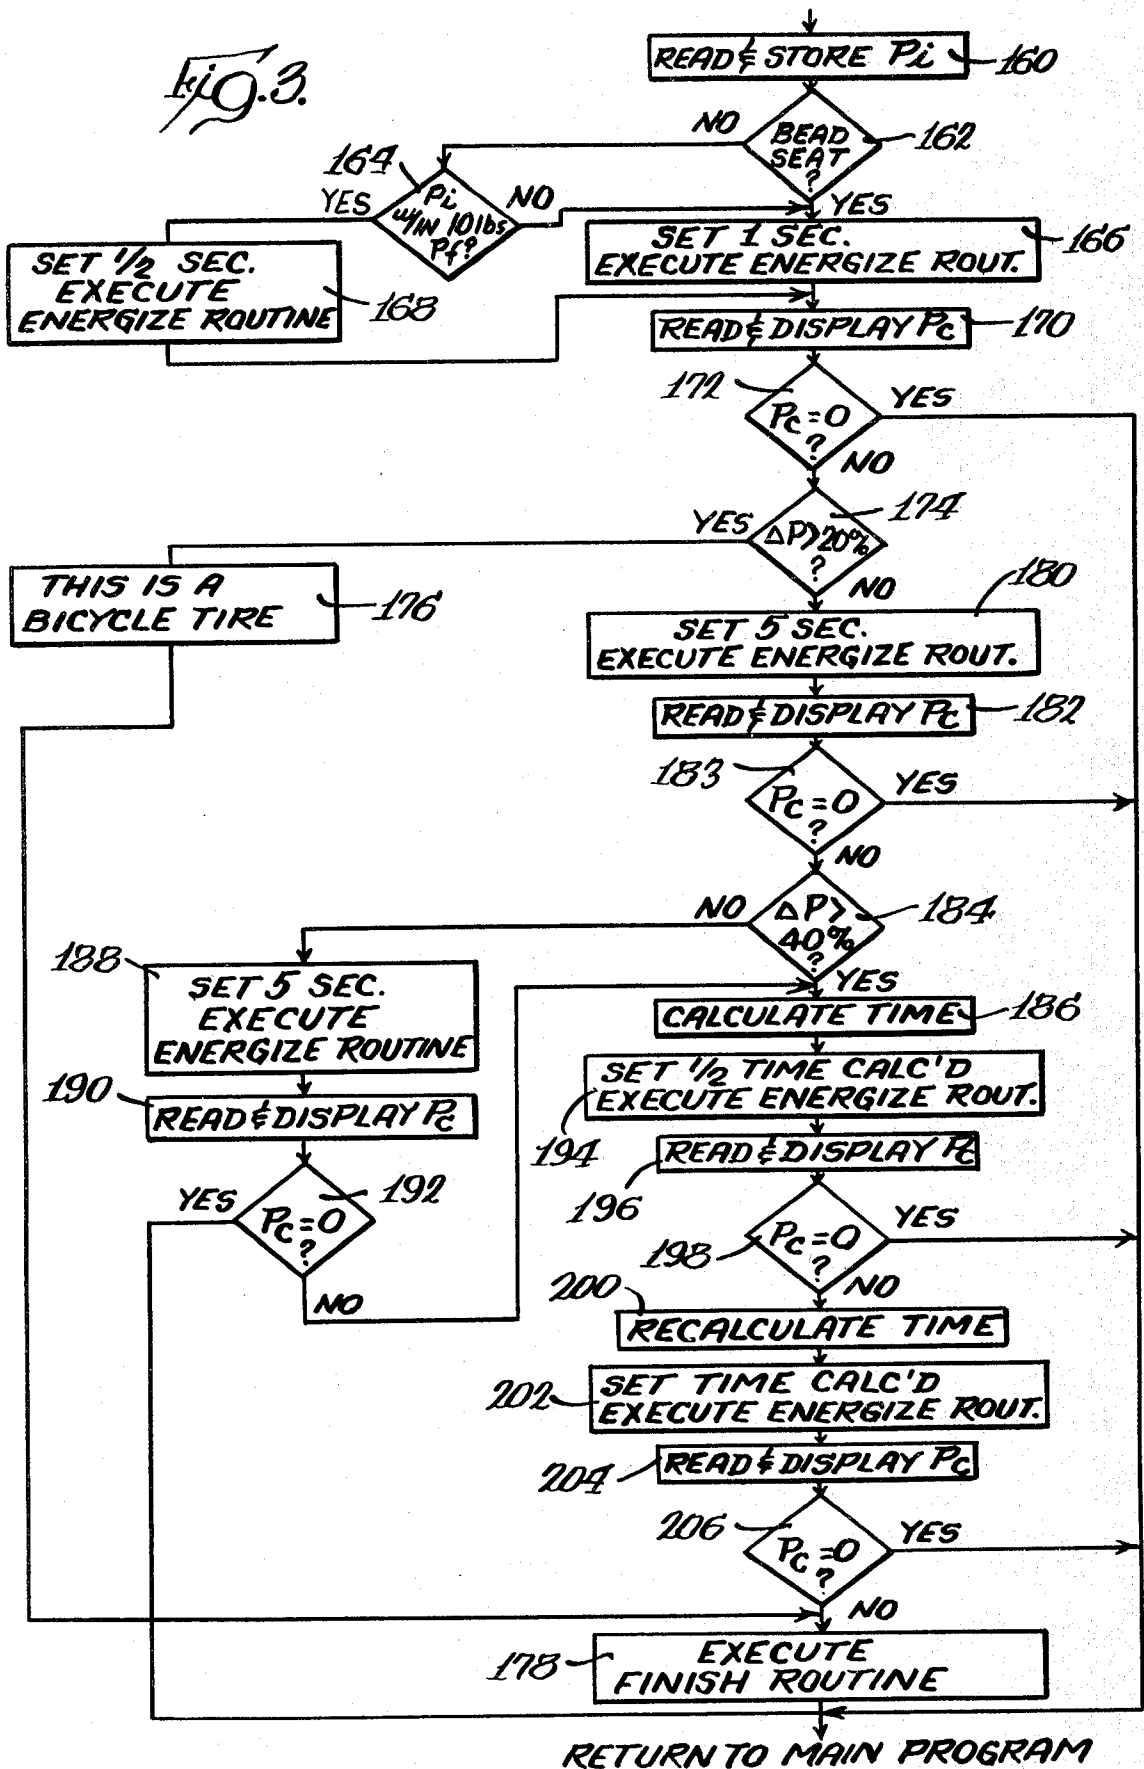 Fig. 3.
READ & STORE Pi
160
NO
BEAD
SEAT
?
162
164
YES
Pi
W/IN 10 lbs
Pf?
NO
YES
SET 1 SEC.
EXECUTE ENERGIZE ROUT.
166
SET 1/2 SEC.
EXECUTE
ENERGIZE ROUTINE
168
READ & DISPLAY Pc
170
172
Pc=0
?
YES
NO
174
YES
ΔP>20%
?
NO
THIS IS A
BICYCLE TIRE
176
180
SET 5 SEC.
EXECUTE ENERGIZE ROUT.
READ & DISPLAY Pc
182
183
Pc=0
?
YES
NO
NO
ΔP>
40%
?
184
YES
188
SET 5 SEC.
EXECUTE
ENERGIZE ROUTINE
CALCULATE TIME
186
SET 1/2 TIME CALC'D
EXECUTE ENERGIZE ROUT.
194
190
READ & DISPLAY Pc
READ & DISPLAY Pc
196
YES
Pc=0
?
192
NO
198
Pc=0
?
YES
NO
200
RECALCULATE TIME
202
SET TIME CALC'D
EXECUTE ENERGIZE ROUT.
204
READ & DISPLAY Pc
206
Pc=0
?
YES
NO
178
EXECUTE
FINISH ROUTINE
RETURN TO MAIN PROGRAM